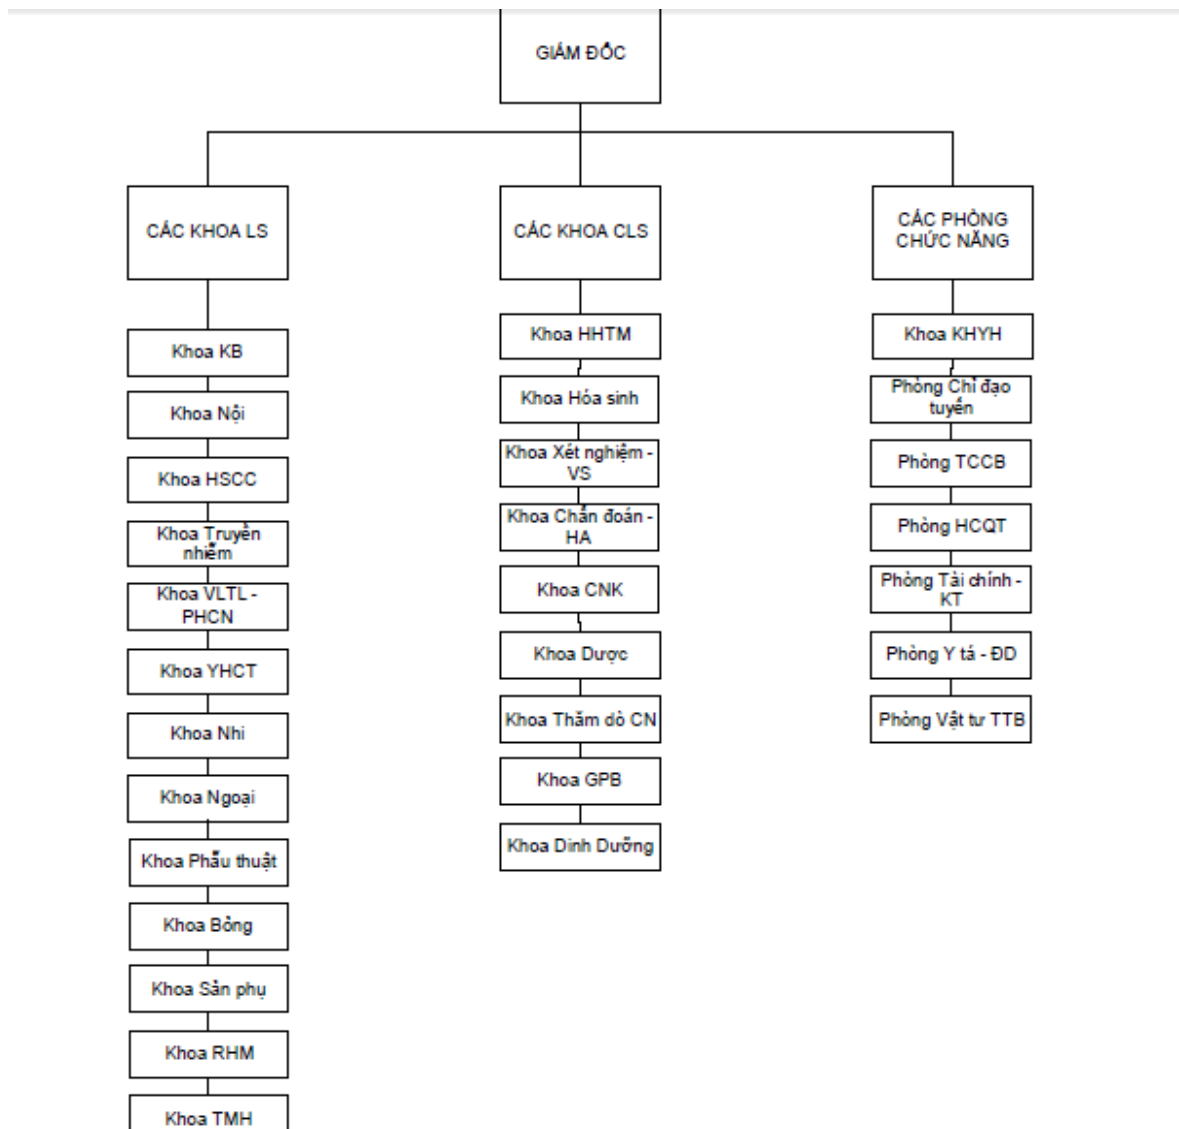 GIÁM ĐỐC
CÁC KHOA LS
CÁC KHOA CLS
CÁC PHÒNG
CHỨC NĂNG
Khoa KB
Khoa Nội
Khoa HSCC
Khoa Truyền
nhiễm
Khoa VLTL -
PHCN
Khoa YHCT
Khoa Nhi
Khoa Ngoại
Khoa Phẫu thuật
Khoa Bỏng
Khoa Sản phụ
Khoa RHM
Khoa TMH
Khoa HHTM
Khoa Hóa sinh
Khoa Xét nghiệm -
VS
Khoa Chẩn đoán -
HA
Khoa CNK
Khoa Dược
Khoa Thăm dò CN
Khoa GPB
Khoa Dinh Dưỡng
Khoa KHYH
Phòng Chỉ đạo
tuyến
Phòng TCCB
Phòng HCQT
Phòng Tài chính -
KT
Phòng Y tá - ĐD
Phòng Vật tư TTB